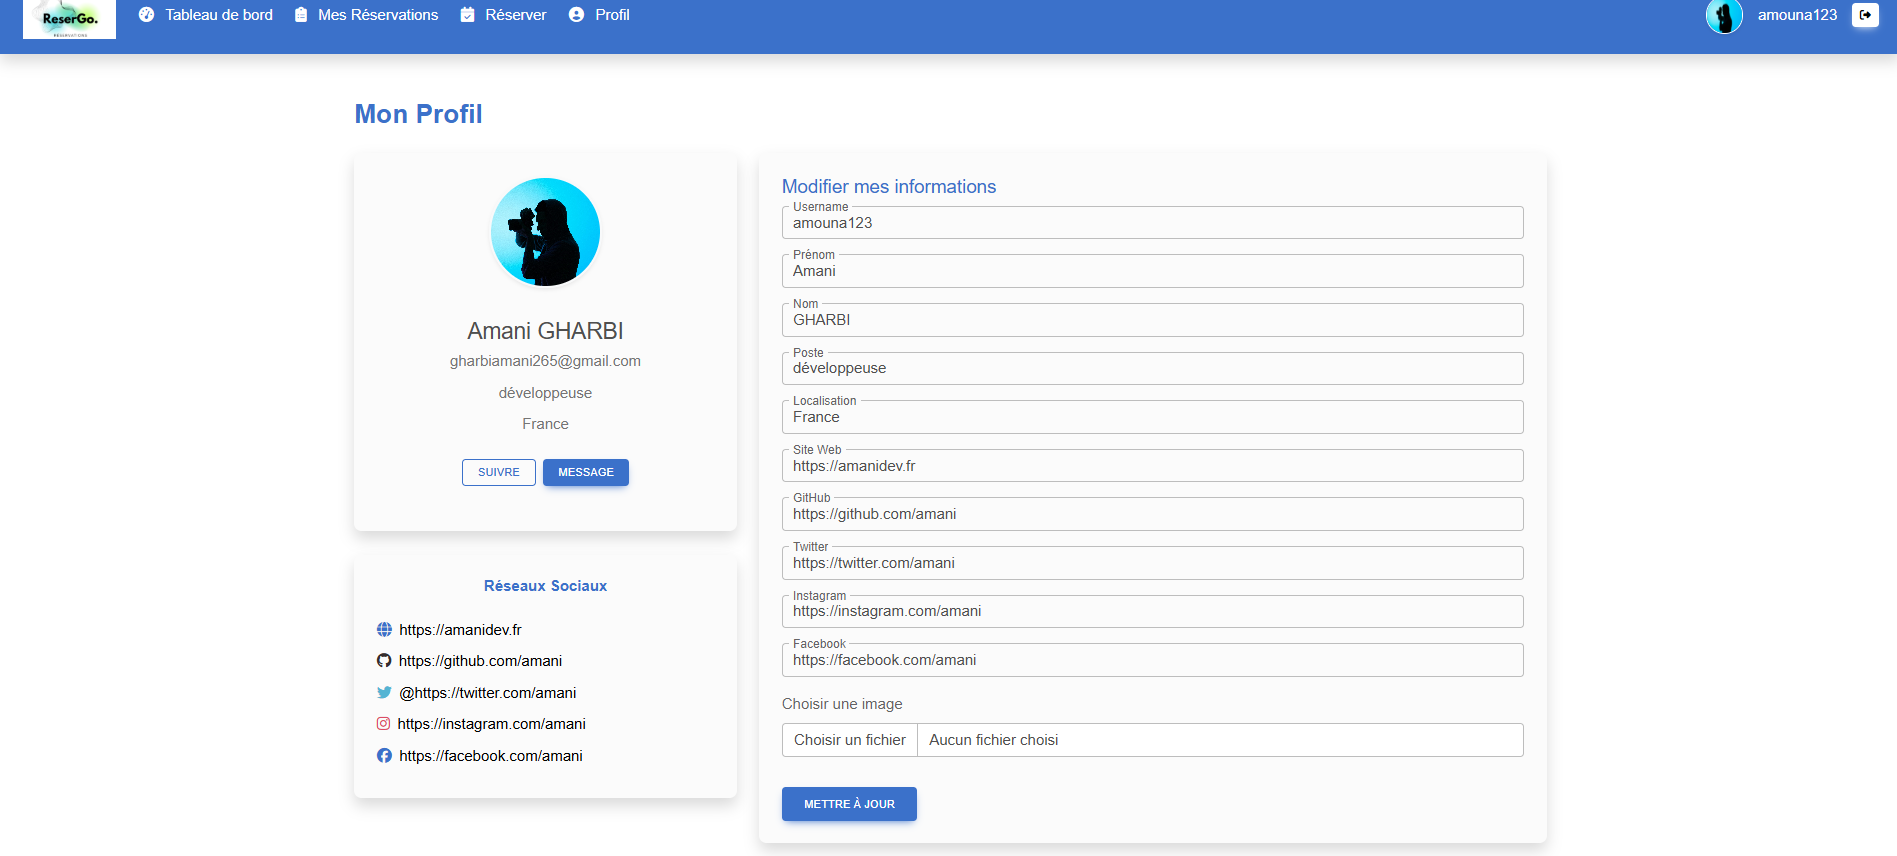 ReserGo.
RÉSERVATIONS
Tableau de bord
Mes Réservations
Réserver
Profil
amouna123
Mon Profil
Amani GHARBI
gharbiamani265@gmail.com
développeuse
France
SUIVRE
MESSAGE
Réseaux Sociaux
https://amanidev.fr
https://github.com/amani
@https://twitter.com/amani
https://instagram.com/amani
https://facebook.com/amani
Modifier mes informations
Username
amouna123
Prénom
Amani
Nom
GHARBI
Poste
développeuse
Localisation
France
Site Web
https://amanidev.fr
GitHub
https://github.com/amani
Twitter
https://twitter.com/amani
Instagram
https://instagram.com/amani
Facebook
https://facebook.com/amani
Choisir une image
Choisir un fichier
Aucun fichier choisi
METTRE À JOUR